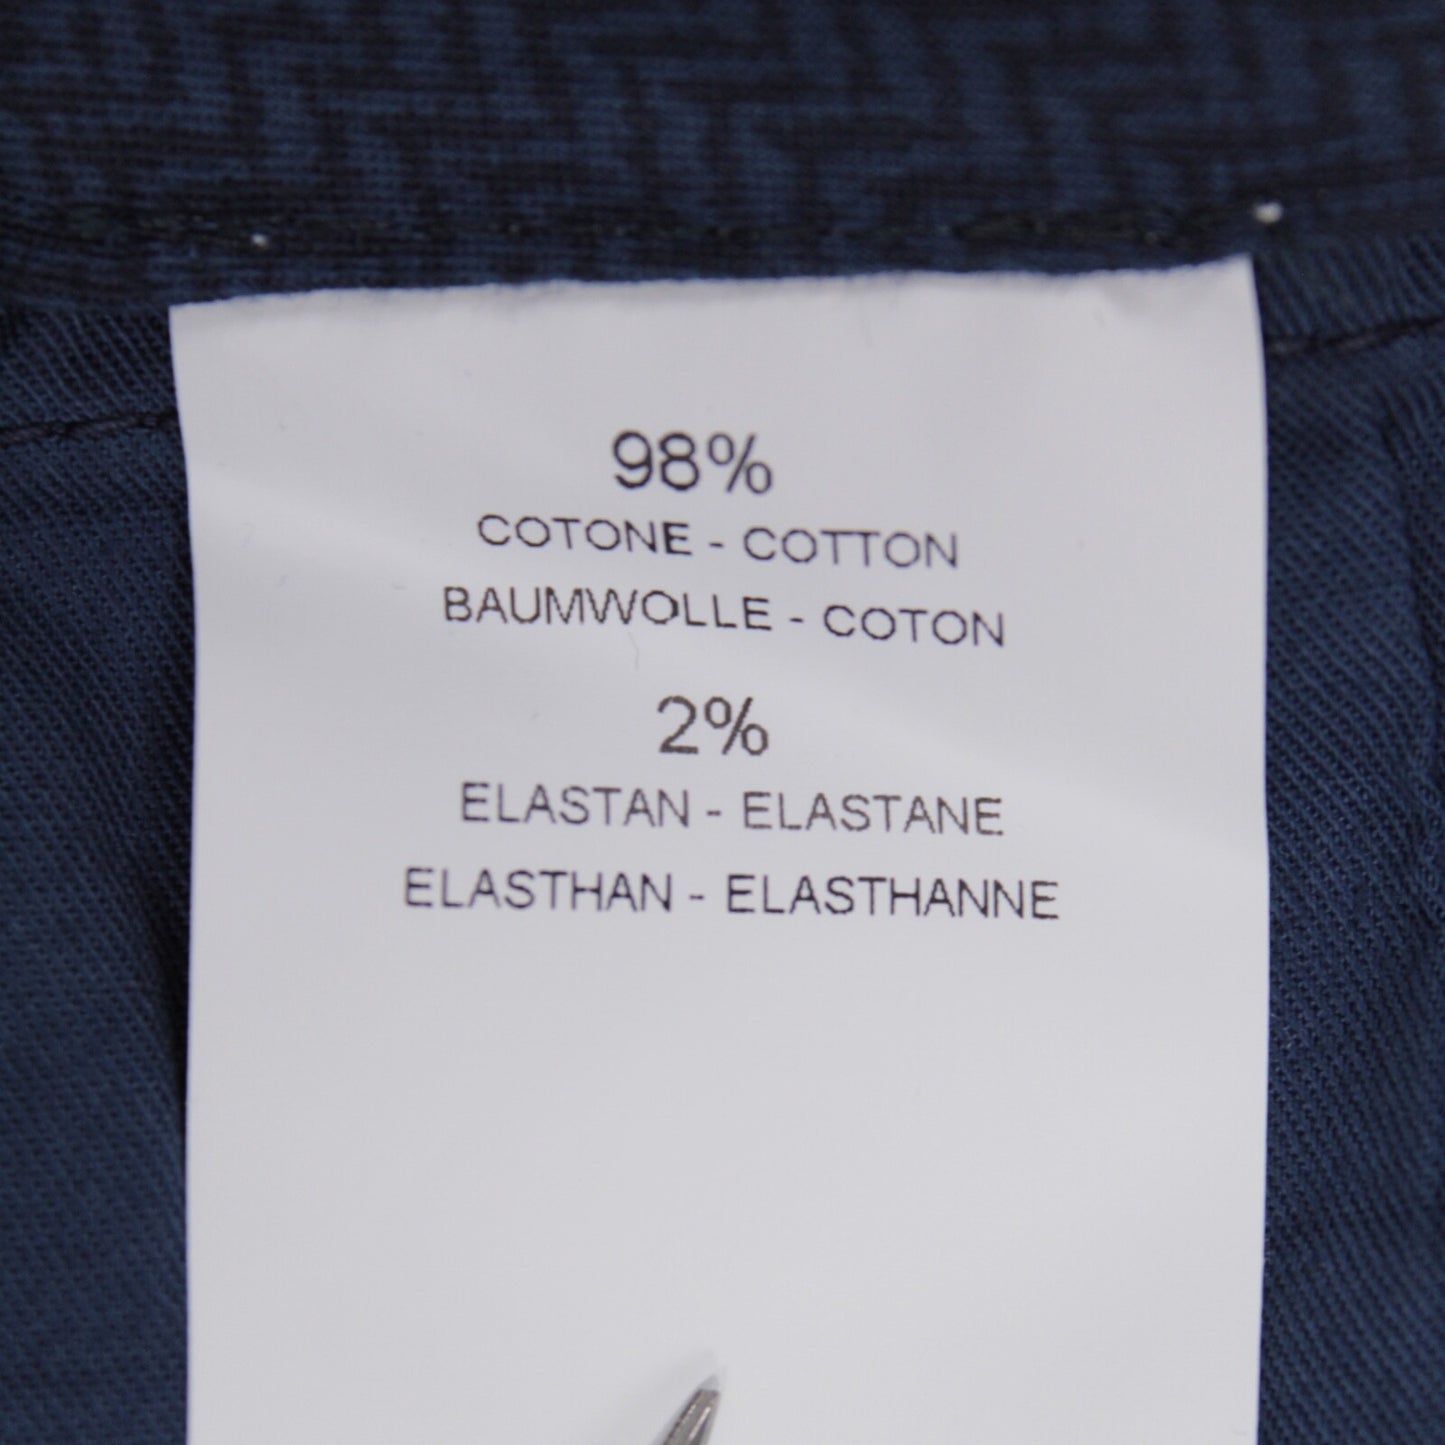 98%
COTONE - COTTON
BAUMWOLLE - COTON
2%
ELASTAN - ELASTANE
ELASTHAN - ELASTHANNE